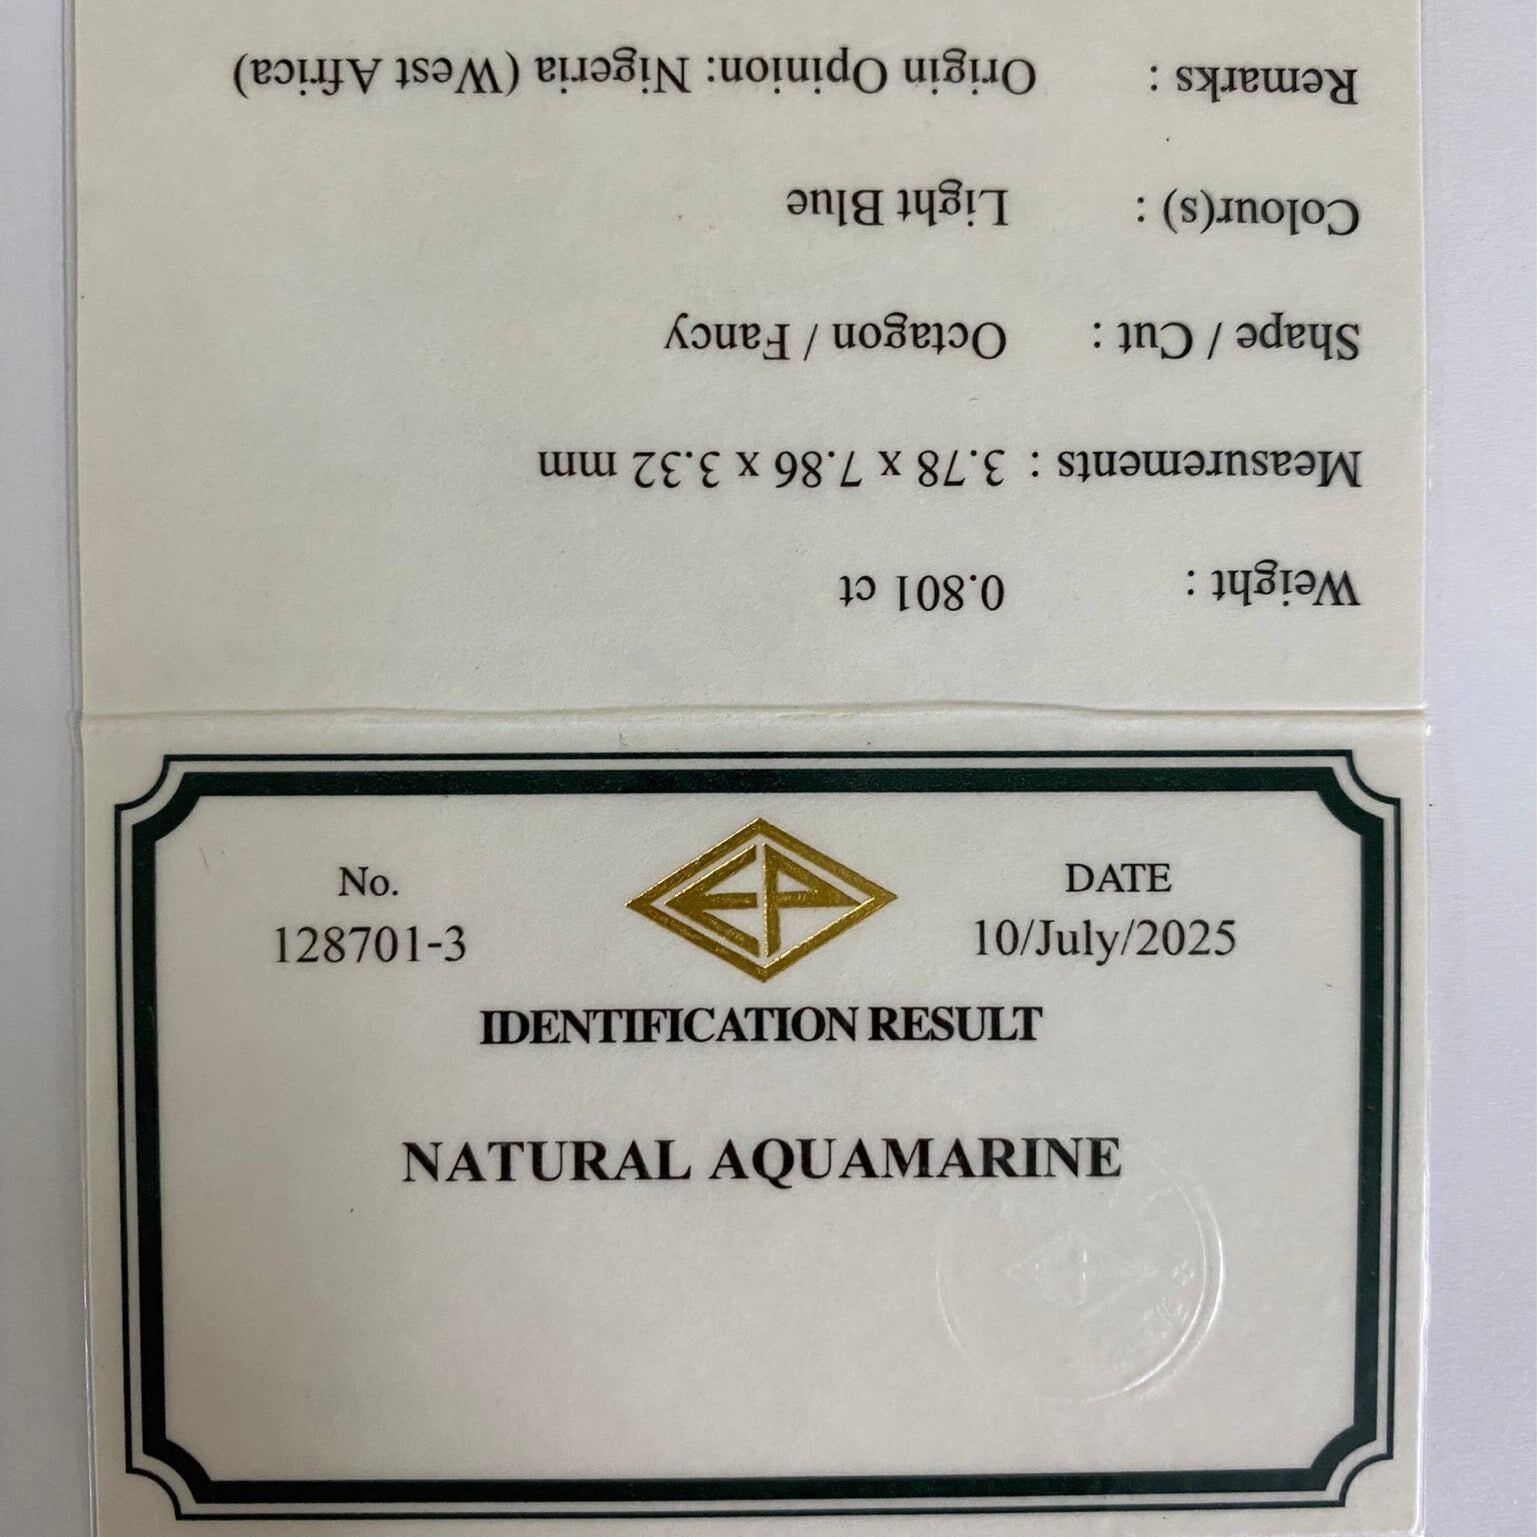 No.
128701-3
EP
DATE
10/July/2025
IDENTIFICATION RESULT
NATURAL AQUAMARINE
Weight : 0.801 ct
Measurements : 3.78 x 7.86 x 3.32 mm
Shape / Cut : Octagon / Fancy
Colour(s) : Light Blue
Remarks : Origin Opinion: Nigeria (West Africa)